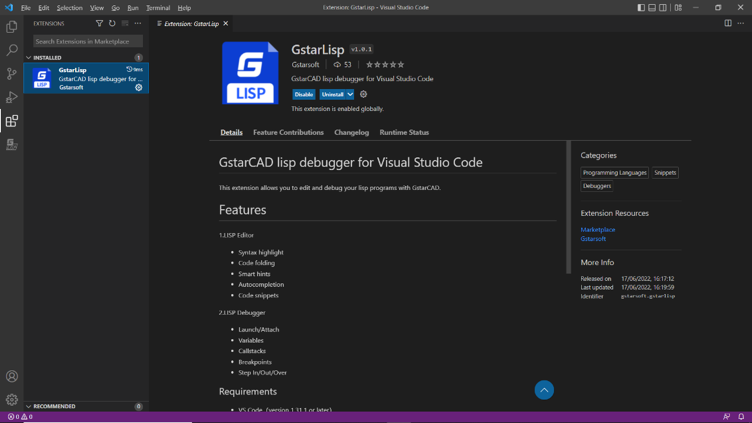 File Edit Selection View Go Run Terminal Help
Extension: GstarLisp - Visual Studio Code
EXTENSIONS
Extension: GstarLisp
Search Extensions in Marketplace
INSTALLED 1
GstarLisp
GstarCAD lisp debugger for ...
Gstarsoft
G
LISP
GstarLisp v1.0.1
Gstarsoft 53
GstarCAD lisp debugger for Visual Studio Code
Disable Uninstall
This extension is enabled globally.
Details Feature Contributions Changelog Runtime Status
GstarCAD lisp debugger for Visual Studio Code
This extension allows you to edit and debug your lisp programs with GstarCAD.
Features
1.LISP Editor
• Syntax highlight
• Code folding
• Smart hints
• Autocompletion
• Code snippets
2.LISP Debugger
• Launch/Attach
• Variables
• Callstacks
• Breakpoints
• Step In/Out/Over
Requirements
• VS Code (version 1.31.1 or later)
Categories
Programming Languages Snippets
Debuggers
Extension Resources
Marketplace
Gstarsoft
More Info
Released on 17/06/2022, 16:17:12
Last updated 17/06/2022, 16:19:59
Identifier gstarsoft.gstarlisp
RECOMMENDED 0
0 0